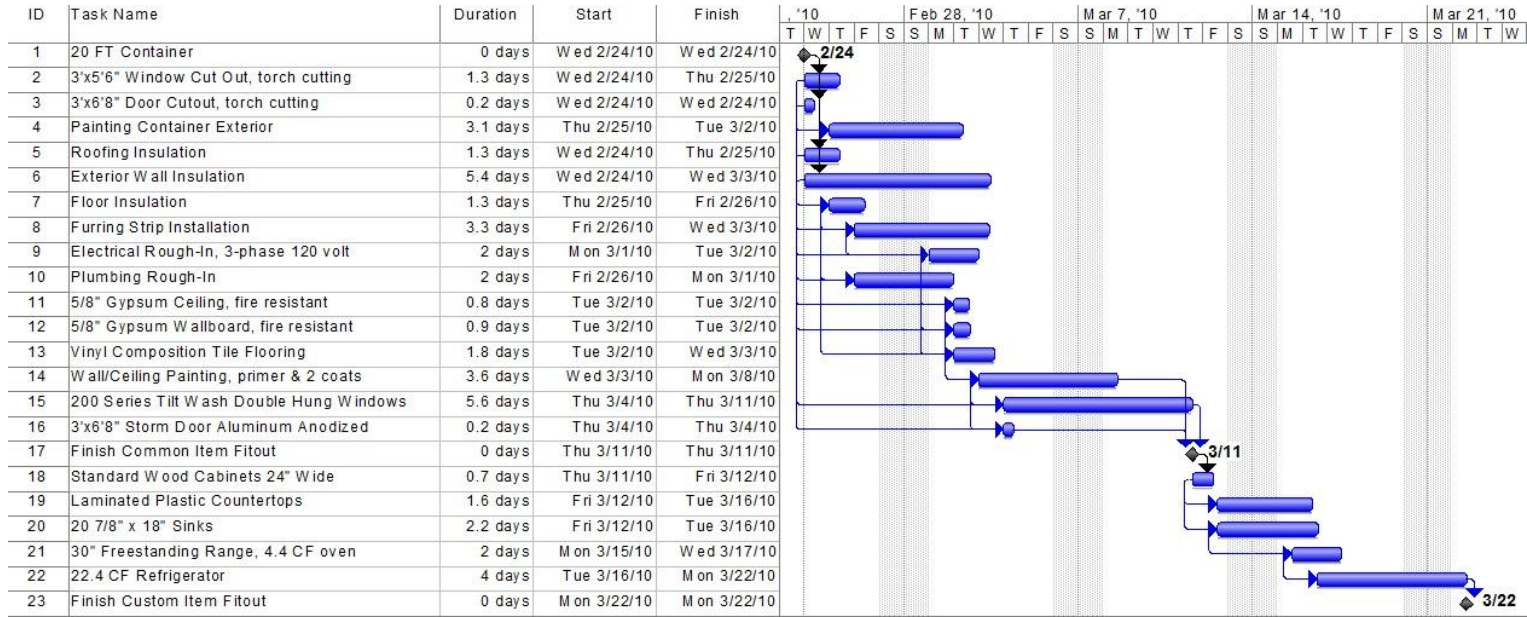 ID Task Name Duration Start Finish , '10 Feb 28, '10 Mar 7, '10 Mar 14, '10 Mar 21, '10
T W T F S S M T W T F S S M T W T F S S M T W T F S S M T W
1 20 FT Container 0 days Wed 2/24/10 Wed 2/24/10 2/24
2 3'x5'6" Window Cut Out, torch cutting 1.3 days Wed 2/24/10 Thu 2/25/10
3 3'x6'8" Door Cutout, torch cutting 0.2 days Wed 2/24/10 Wed 2/24/10
4 Painting Container Exterior 3.1 days Thu 2/25/10 Tue 3/2/10
5 Roofing Insulation 1.3 days Wed 2/24/10 Thu 2/25/10
6 Exterior Wall Insulation 5.4 days Wed 2/24/10 Wed 3/3/10
7 Floor Insulation 1.3 days Thu 2/25/10 Fri 2/26/10
8 Furring Strip Installation 3.3 days Fri 2/26/10 Wed 3/3/10
9 Electrical Rough-In, 3-phase 120 volt 2 days Mon 3/1/10 Tue 3/2/10
10 Plumbing Rough-In 2 days Fri 2/26/10 Mon 3/1/10
11 5/8" Gypsum Ceiling, fire resistant 0.8 days Tue 3/2/10 Tue 3/2/10
12 5/8" Gypsum Wallboard, fire resistant 0.9 days Tue 3/2/10 Tue 3/2/10
13 Vinyl Composition Tile Flooring 1.8 days Tue 3/2/10 Wed 3/3/10
14 Wall/Ceiling Painting, primer & 2 coats 3.6 days Wed 3/3/10 Mon 3/8/10
15 200 Series Tilt Wash Double Hung Windows 5.6 days Thu 3/4/10 Thu 3/11/10
16 3'x6'8" Storm Door Aluminum Anodized 0.2 days Thu 3/4/10 Thu 3/4/10
17 Finish Common Item Fitout 0 days Thu 3/11/10 Thu 3/11/10 3/11
18 Standard Wood Cabinets 24" Wide 0.7 days Thu 3/11/10 Fri 3/12/10
19 Laminated Plastic Countertops 1.6 days Fri 3/12/10 Tue 3/16/10
20 20 7/8" x 18" Sinks 2.2 days Fri 3/12/10 Tue 3/16/10
21 30" Freestanding Range, 4.4 CF oven 2 days Mon 3/15/10 Wed 3/17/10
22 22.4 CF Refrigerator 4 days Tue 3/16/10 Mon 3/22/10
23 Finish Custom Item Fitout 0 days Mon 3/22/10 Mon 3/22/10 3/22